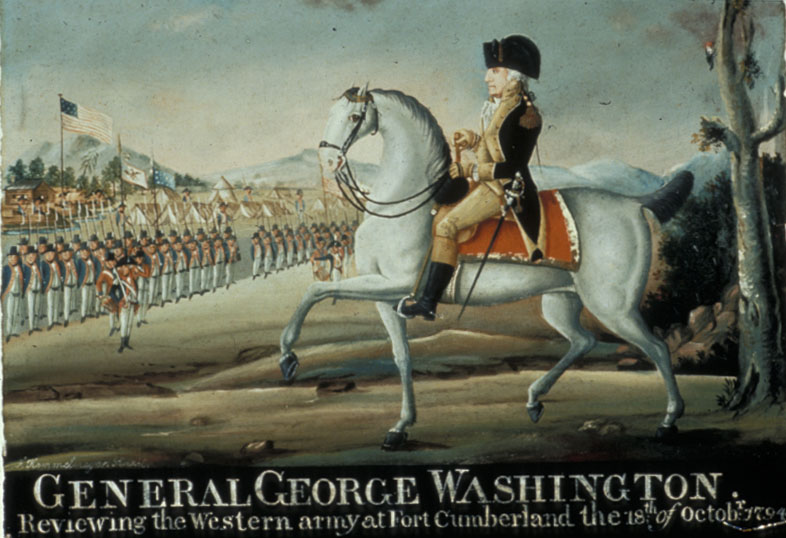 GENERAL GEORGE WASHINGTON.
Reviewing the Western army at Fort Cumberland the 18th of Octobr. 1794